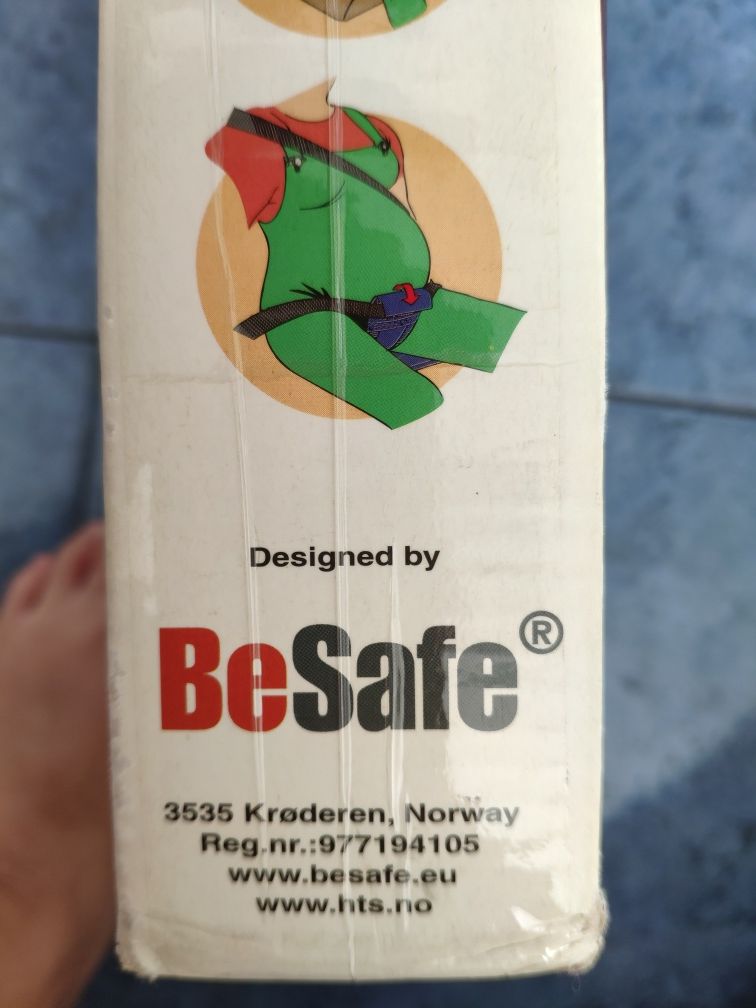 Designed by
BeSafe®
3535 Krøderen, Norway
Reg.nr.:977194105
www.besafe.eu
www.hts.no